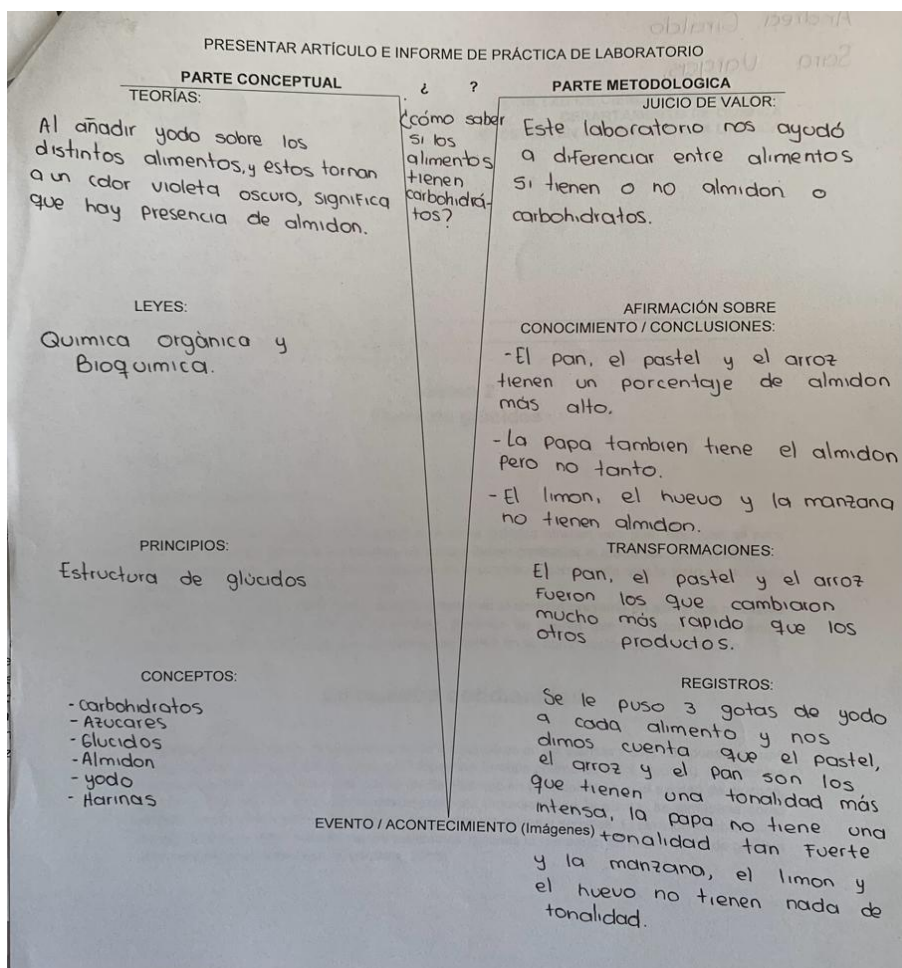 PRESENTAR ARTÍCULO E INFORME DE PRÁCTICA DE LABORATORIO
PARTE CONCEPTUAL
TEORÍAS:
Al añadir yodo sobre los
distintos alimentos, y estos tornan
a un color violeta oscuro, significa
que hay presencia de almidon.
LEYES:
Quimica orgànica y
Bioquimica.
PRINCIPIOS:
Estructura de glúcidos
CONCEPTOS:
- carbohidratos
- Azucares
- Glucidos
- Almidon
- yodo
- Harinas
¿ ?
¿cómo saber
si los
alimentos
tienen
carbohidrá-
tos?
PARTE METODOLOGICA
JUICIO DE VALOR:
Este laboratorio nos ayudó
a diferenciar entre alimentos
si tienen o no almidon o
carbohidratos.
AFIRMACIÓN SOBRE
CONOCIMIENTO / CONCLUSIONES:
- El pan, el pastel y el arroz
tienen un porcentaje de almidon
más alto.
- La papa tambien tiene el almidon
pero no tanto.
- El limon, el huevo y la manzana
no tienen almidon.
TRANSFORMACIONES:
El pan, el pastel y el arroz
Fueron los que cambiaron
mucho más rapido que los
otros productos.
REGISTROS:
Se le puso 3 gotas de yodo
a cada alimento y nos
dimos cuenta que el pastel,
el arroz y el pan son los
que tienen una tonalidad más
intensa, la papa no tiene una
tonalidad tan Fuerte
y la manzana, el limon y
el huevo no tienen nada de
tonalidad.
EVENTO / ACONTECIMIENTO (Imágenes)